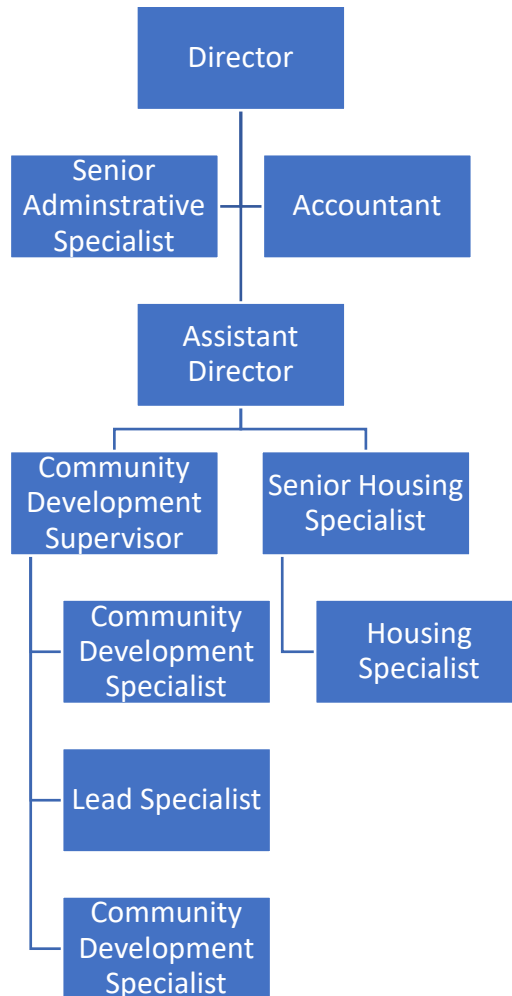 Director
Senior
Adminstrative
Specialist
Accountant
Assistant
Director
Community
Development
Supervisor
Senior Housing
Specialist
Community
Development
Specialist
Housing
Specialist
Lead Specialist
Community
Development
Specialist